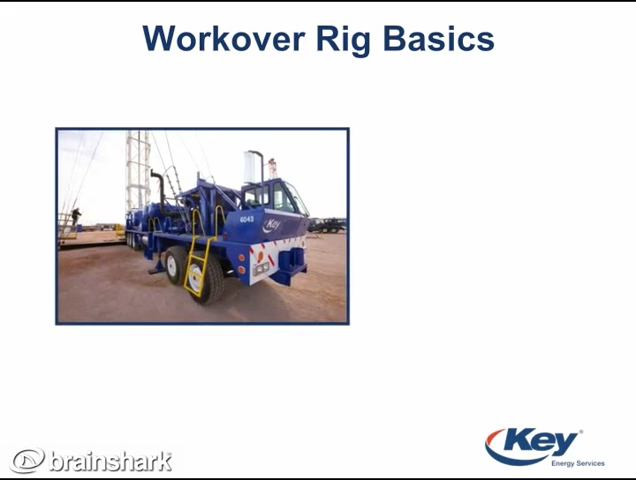 Workover Rig Basics
6043
Key
Key®
Energy Services
brainshark